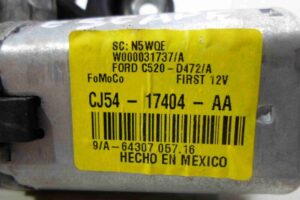 SC: N5WQE
W000031737/A
FORD C520-D472/A
FoMoCo FIRST 12V
CJ54 - 17404 - AA
9/A-64307 057.16
HECHO EN MEXICO